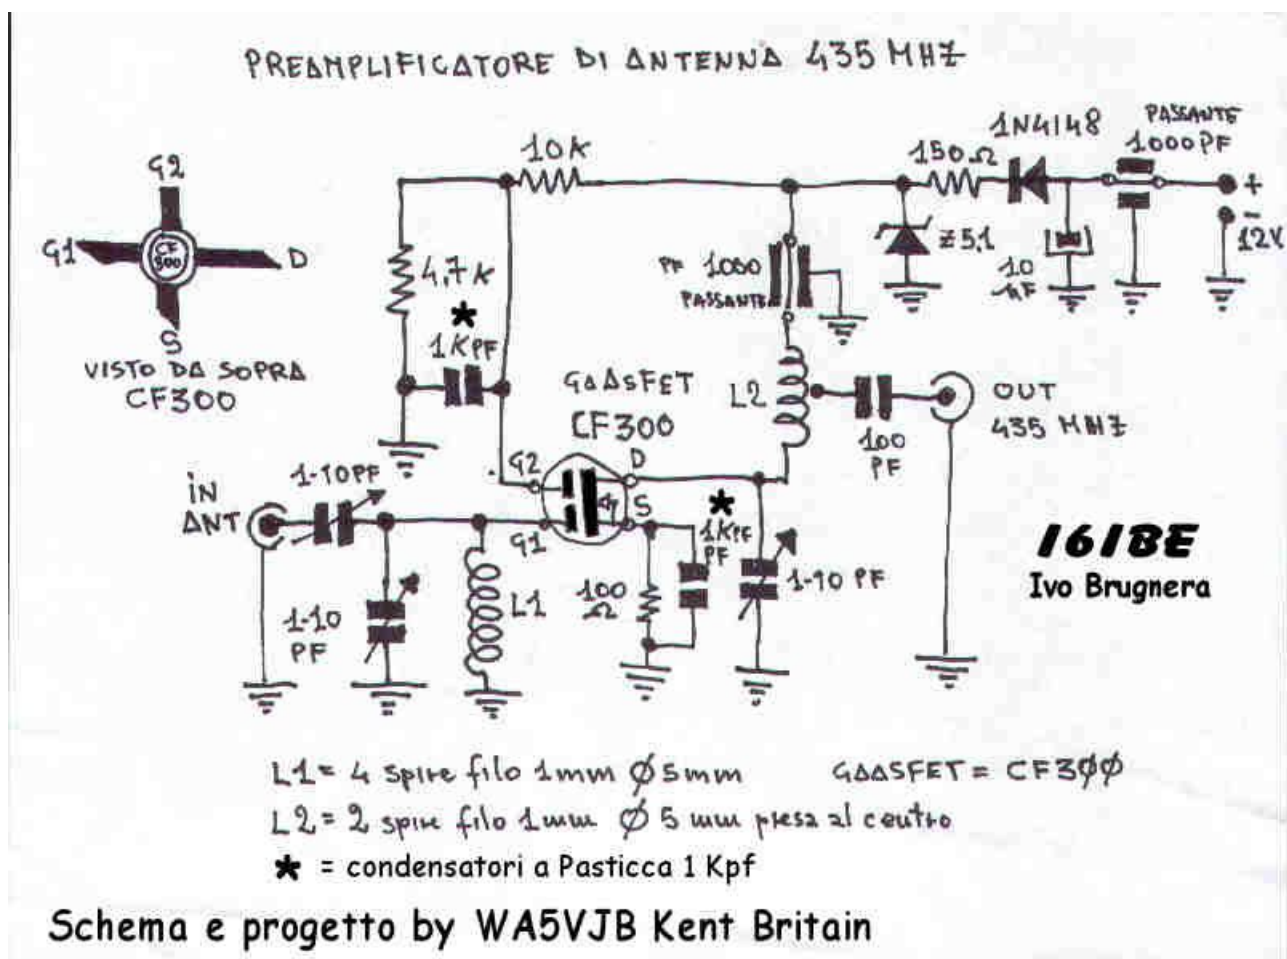 PREAMPLIFICATORE DI ANTENNA 435 MHZ
G2
G1
CF
300
D
S
VISTO DA SOPRA
CF300
10K
4,7K
*
1KPF
150Ω
1N4148
PASSANTE
1000PF
+
-
12V
Z5,1
10
PF 1000
PASSANTE
L2
100
PF
OUT
435 MHZ
GaAsFET
CF300
G2
D
S
G1
IN
ANT
1-10PF
1-10
PF
L1
100
Ω
*
1KPF
PF
1-10 PF
I6IBE
Ivo Brugnera
L1= 4 spire filo 1mm Ø5mm
GAASFET = CF300
L2= 2 spire filo 1mm Ø 5 mm presa al centro
* = condensatori a Pasticca 1 Kpf
Schema e progetto by WA5VJB Kent Britain